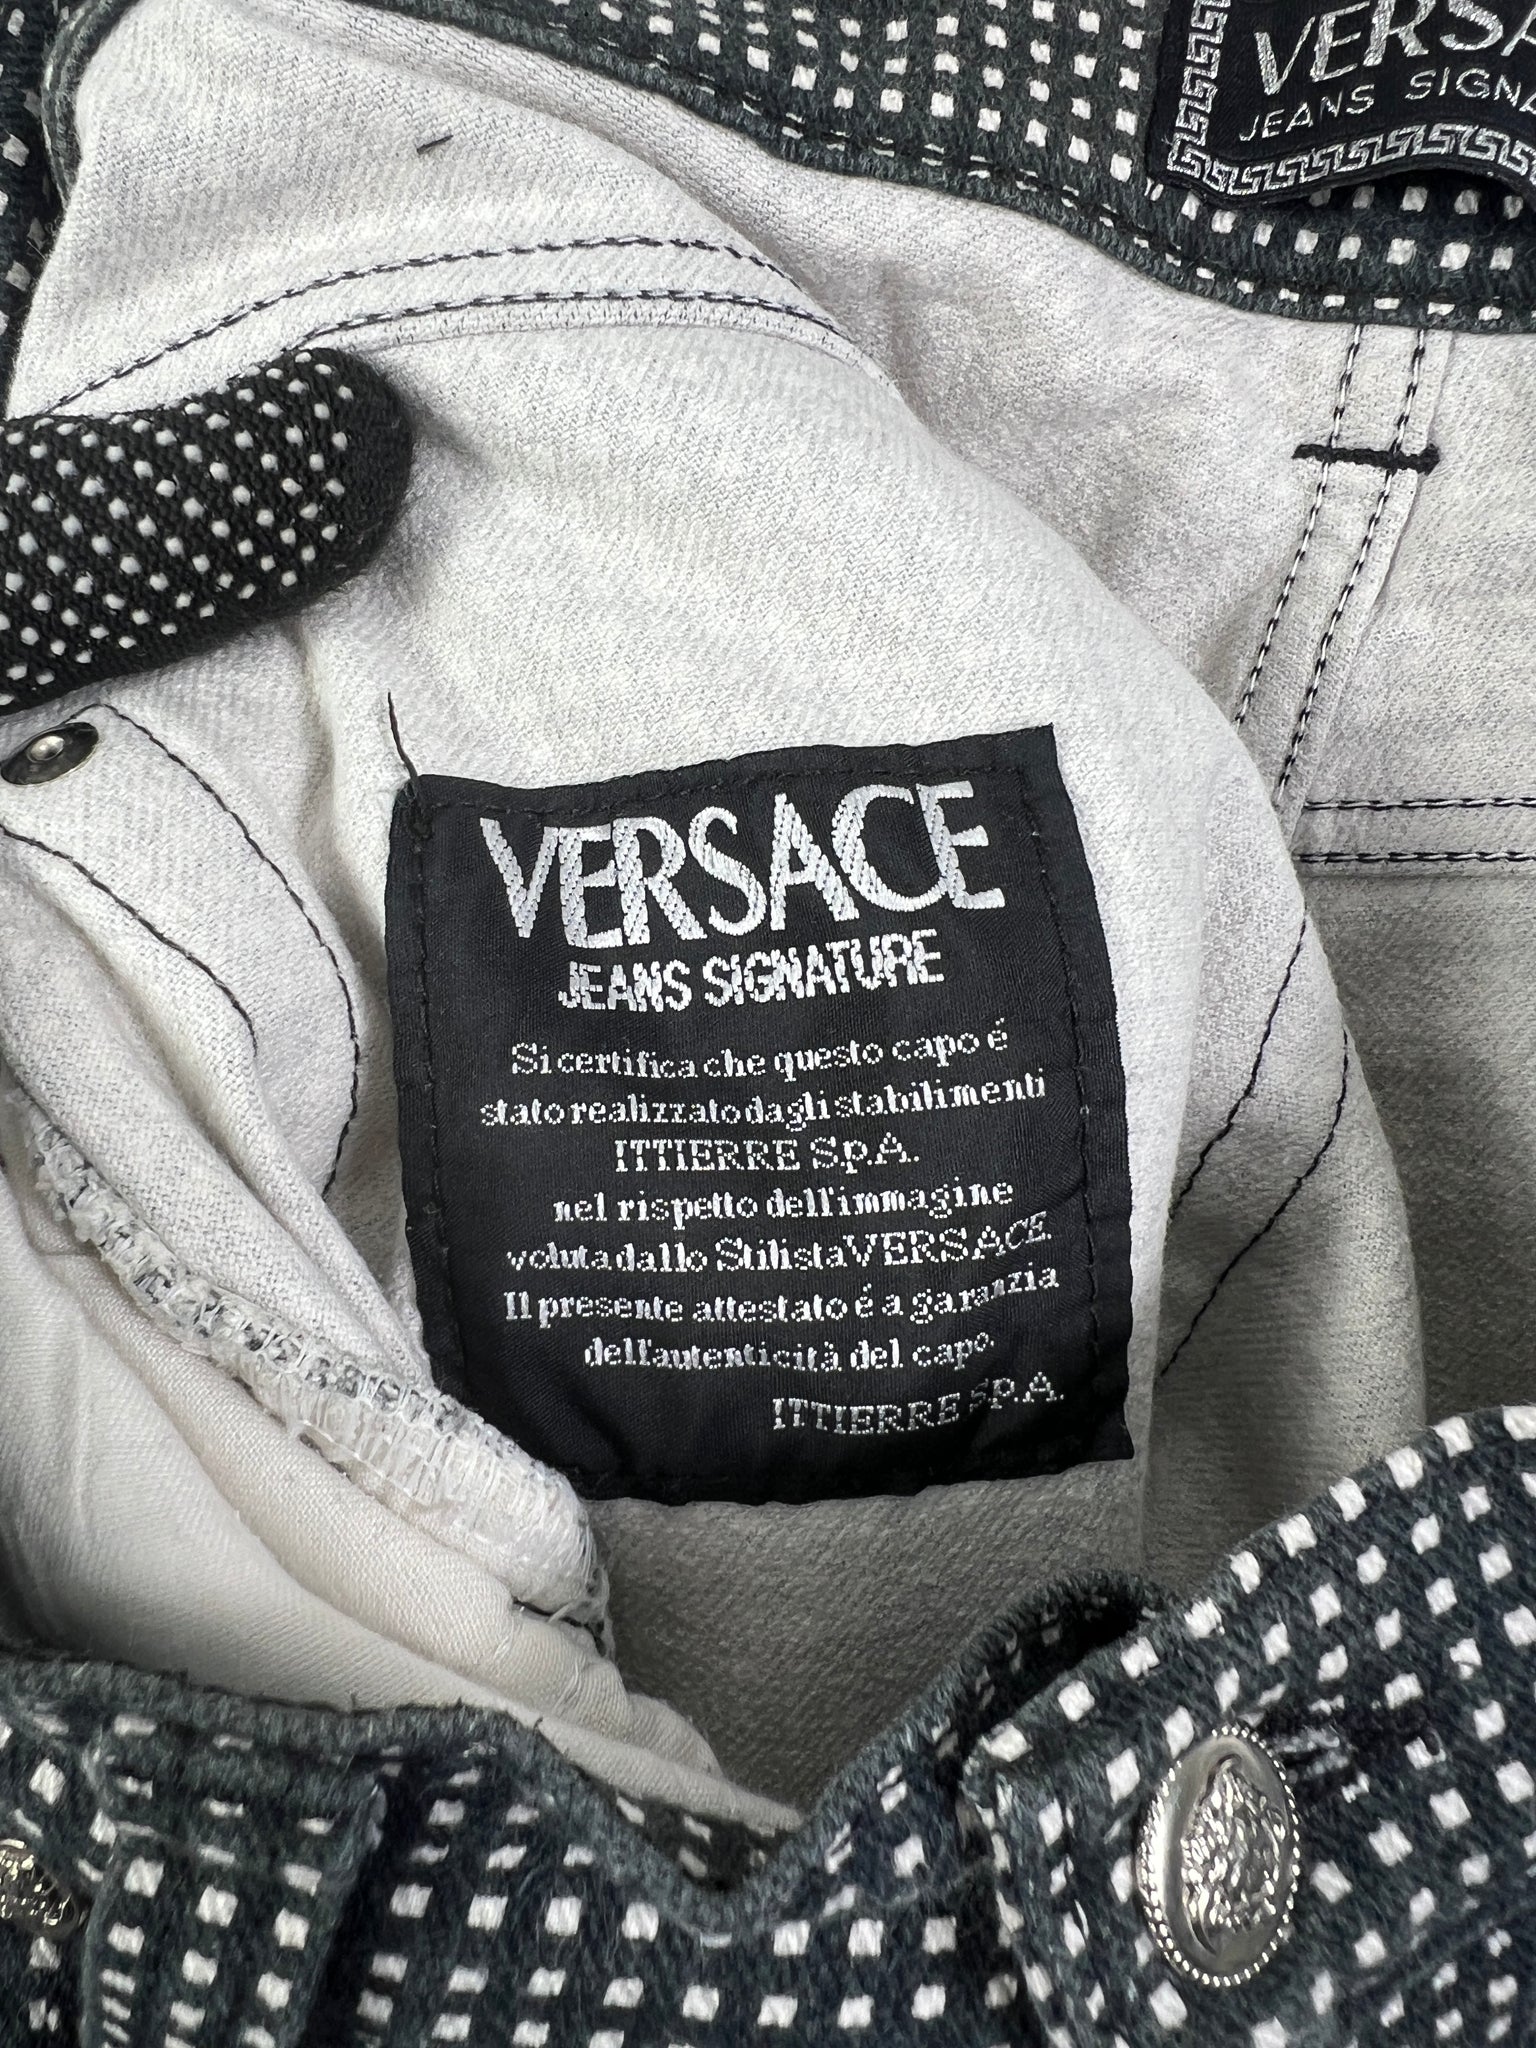 VERSA
JEANS SIGNA
VERSACE
JEANS SIGNATURE
Si certifica che questo capo é
stato realizzato dagli stabilimenti
ITTIERRE S.p.A.
nel rispetto dell'immagine
voluta dallo Stilista VERSACE
Il presente attestato é a garanzia
dell'autenticità del capo
ITTIERRE S.p.A.